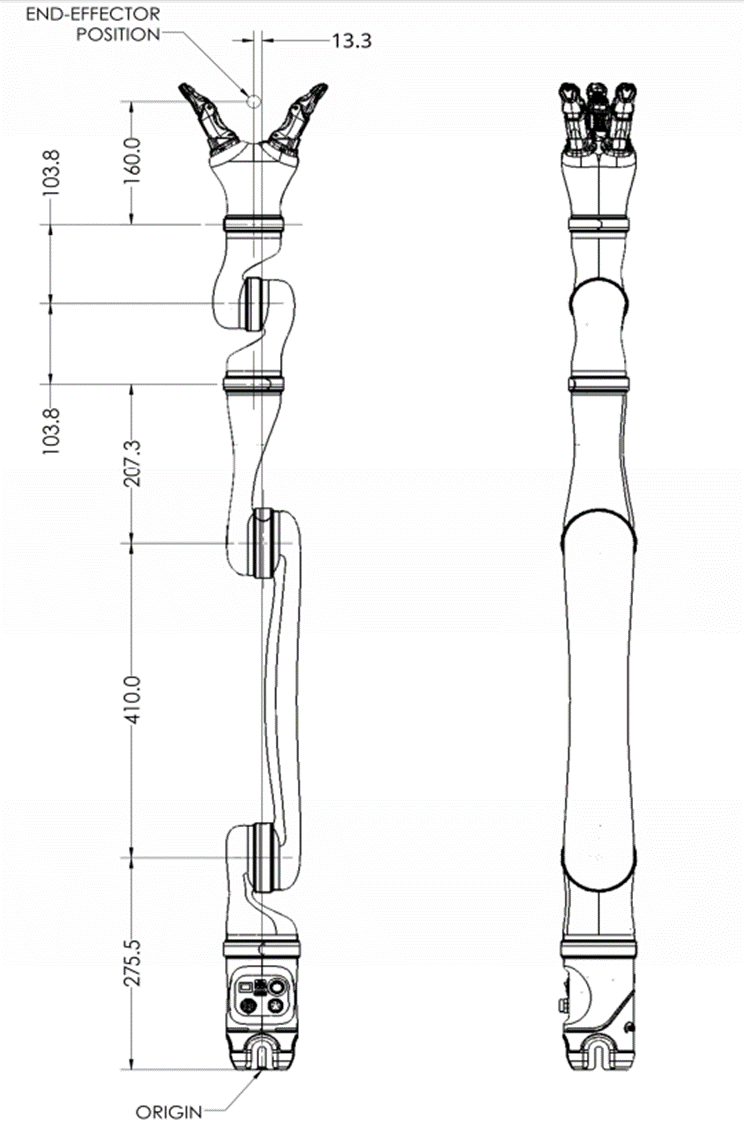 END-EFFECTOR
POSITION
13.3
160.0
103.8
103.8
207.3
410.0
275.5
ORIGIN